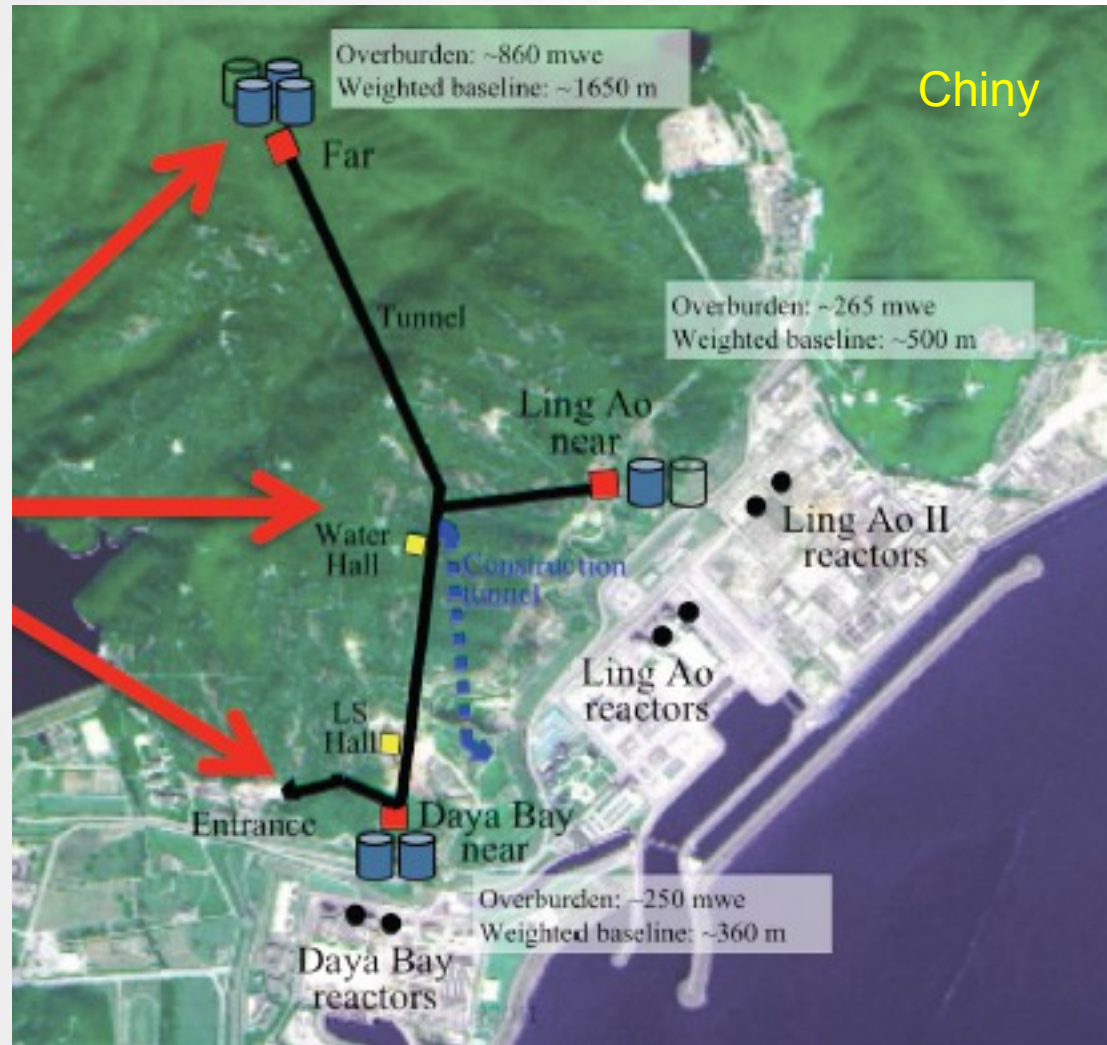 Overburden: ~860 mwe
Weighted baseline: ~1650 m
Chiny
Far
Tunnel
Overburden: ~265 mwe
Weighted baseline: ~500 m
Ling Ao
near
Ling Ao II
reactors
Water
Hall
Construction
tunnel
Ling Ao
reactors
LS
Hall
Entrance
Daya Bay
near
Overburden: ~250 mwe
Weighted baseline: ~360 m
Daya Bay
reactors